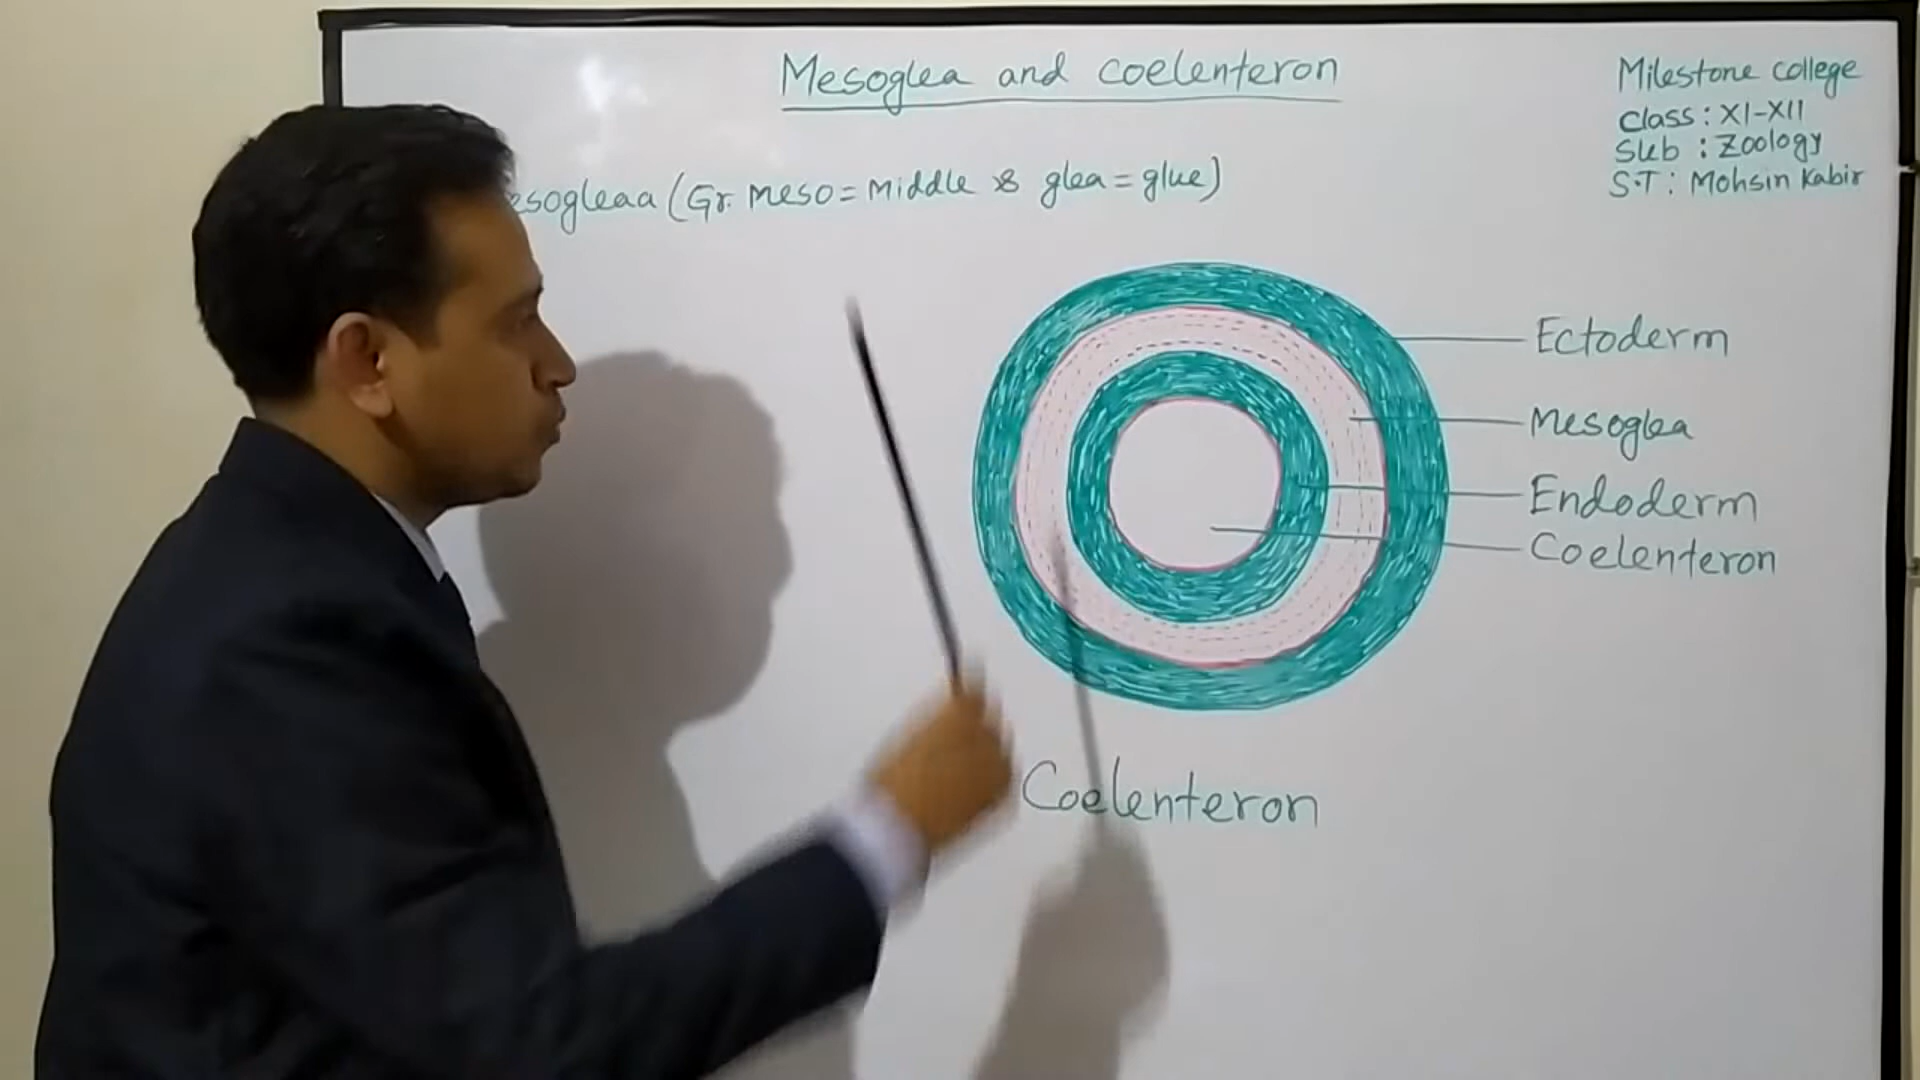 Mesoglea and coelenteron
Milestone college
Class : XI-XII
Sub : Zoology
S.T : Mohsin Kabir
esogleaa (Gr. Meso = Middle & glea = glue)
Ectoderm
Mesoglea
Endoderm
Coelenteron
Coelenteron